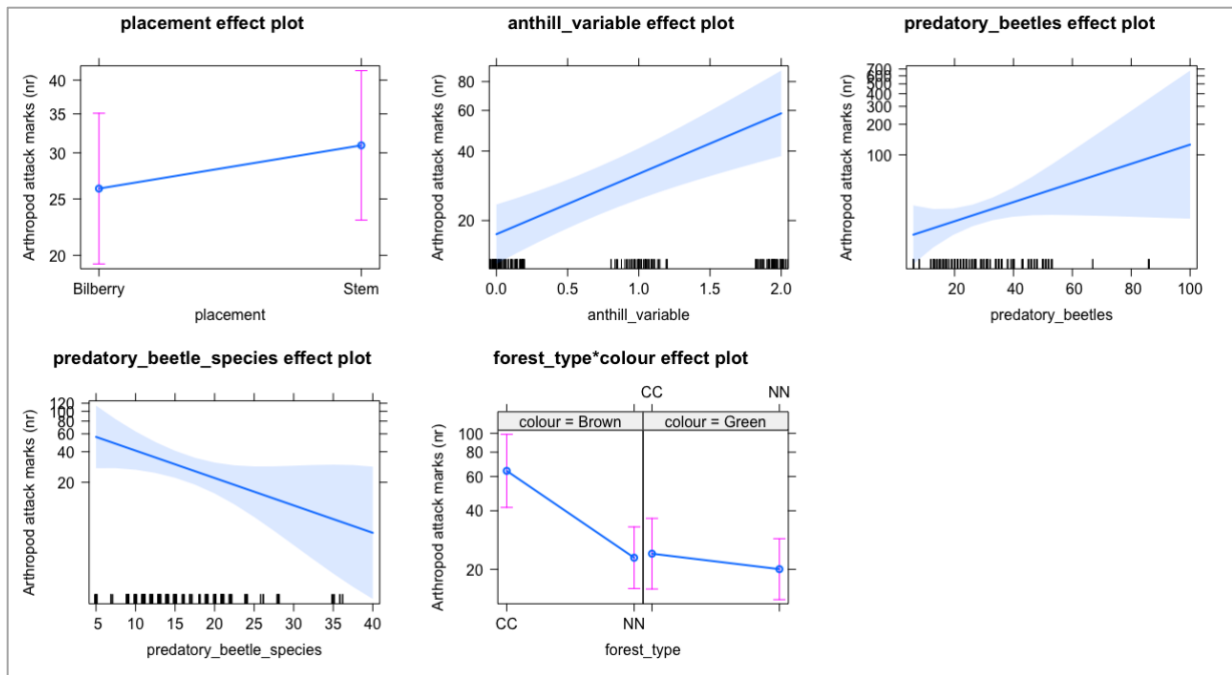 placement effect plot
Arthropod attack marks (nr)
40
35
30
25
20
Bilberry Stem
placement
anthill_variable effect plot
Arthropod attack marks (nr)
80
60
40
20
0.0 0.5 1.0 1.5 2.0
anthill_variable
predatory_beetles effect plot
Arthropod attack marks (nr)
700
600
500
400
300
200
100
20 40 60 80 100
predatory_beetles
predatory_beetle_species effect plot
Arthropod attack marks (nr)
120
100
80
60
40
20
5 10 15 20 25 30 35 40
predatory_beetle_species
forest_type*colour effect plot
CC NN
colour = Brown colour = Green
Arthropod attack marks (nr)
100
80
60
40
20
CC NN
forest_type